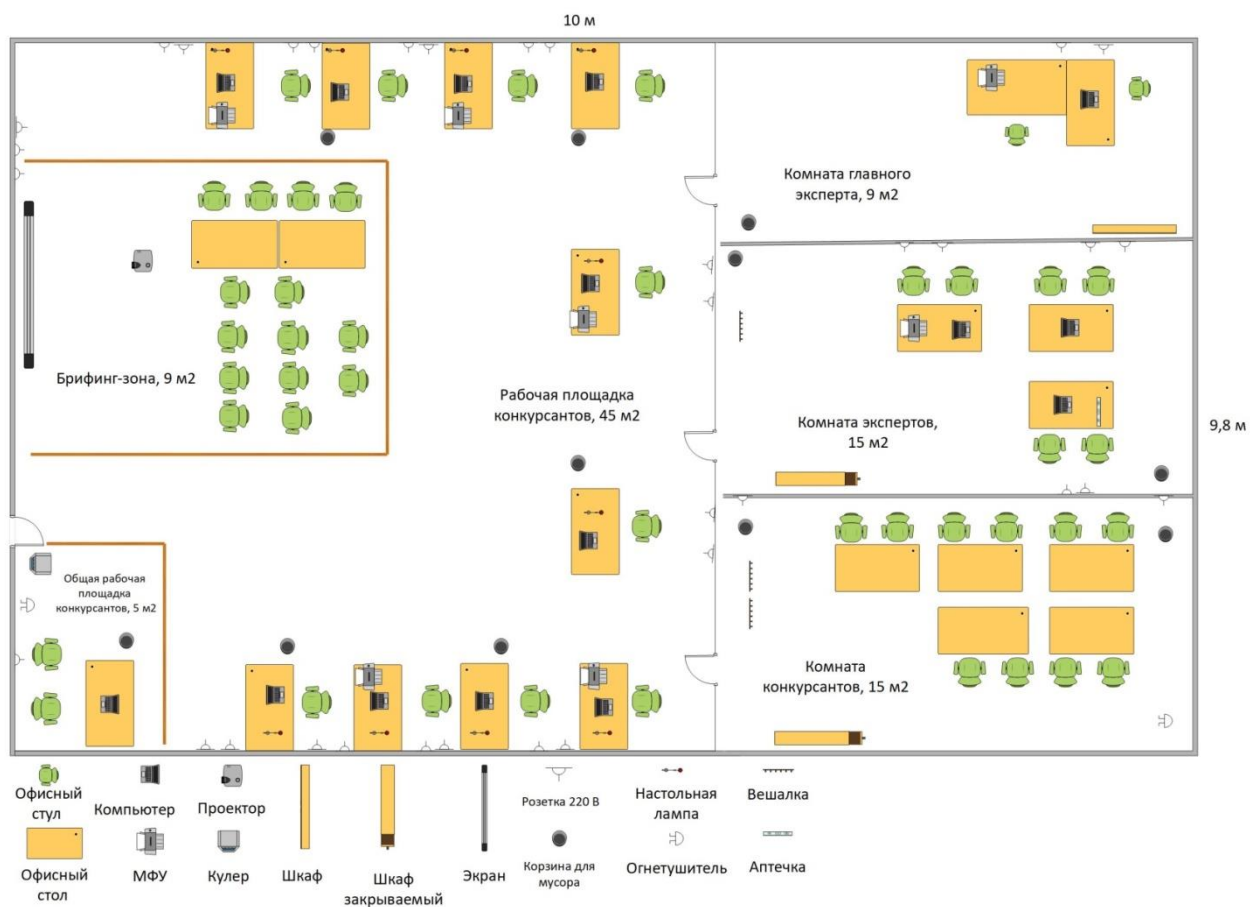 10 м
Комната главного
эксперта, 9 м2
Брифинг-зона, 9 м2
Рабочая площадка
конкурсантов, 45 м2
Комната экспертов,
15 м2
9,8 м
Общая рабочая
площадка
конкурсантов, 5 м2
Комната
конкурсантов, 15 м2
Офисный
стул
Компьютер
Проектор
Розетка 220 В
Настольная
лампа
Вешалка
Офисный
стол
МФУ
Кулер
Шкаф
Шкаф
закрываемый
Экран
Корзина для
мусора
Огнетушитель
Аптечка